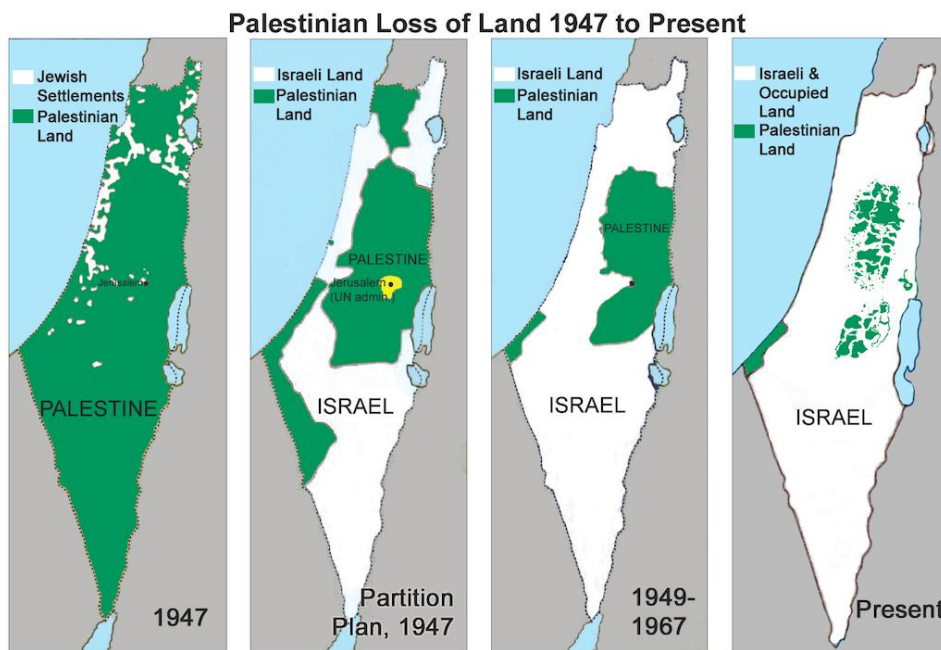 Palestinian Loss of Land 1947 to Present
Jewish
Settlements
Palestinian
Land
Jerusalem
PALESTINE
1947
Israeli Land
Palestinian
Land
PALESTINE
Jerusalem
(UN admin.)
ISRAEL
Partition
Plan, 1947
Israeli Land
Palestinian
Land
PALESTINE
ISRAEL
1949-
1967
Israeli &
Occupied
Land
Palestinian
Land
ISRAEL
Present